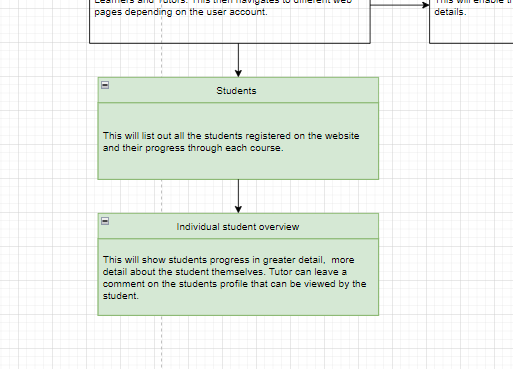 Learners and Tutors. This then navigates to different web
pages depending on the user account.
This will enable
details.
Students
This will list out all the students registered on the website
and their progress through each course.
Individual student overview
This will show students progress in greater detail,  more
detail about the student themselves. Tutor can leave a
comment on the students profile that can be viewed by the
student.